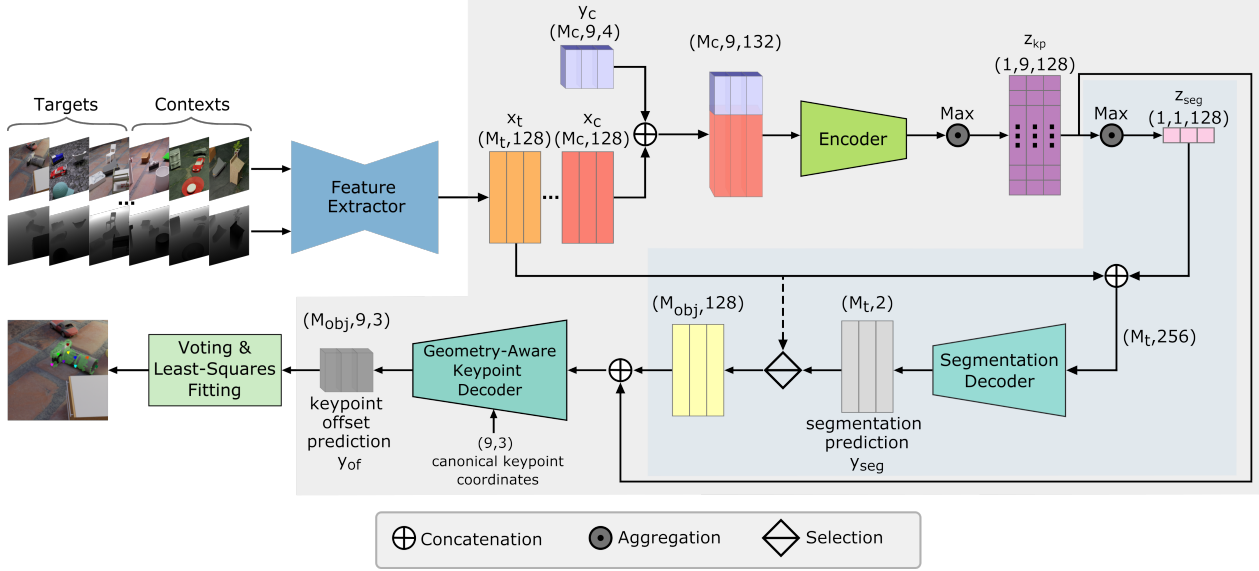 Targets
Contexts
Feature
Extractor
y_c
(Mc,9,4)
x_t
(M_t,128)
...
x_c
(Mc,128)
(Mc,9,132)
Encoder
Max
z_kp
(1,9,128)
Max
z_seg
(1,1,128)
(M_t,256)
Segmentation
Decoder
(M_t,2)
segmentation
prediction
y_seg
(M_obj,128)
Geometry-Aware
Keypoint
Decoder
(9,3)
canonical keypoint
coordinates
(M_obj,9,3)
keypoint
offset
prediction
y_of
Voting &
Least-Squares
Fitting
Concatenation
Aggregation
Selection